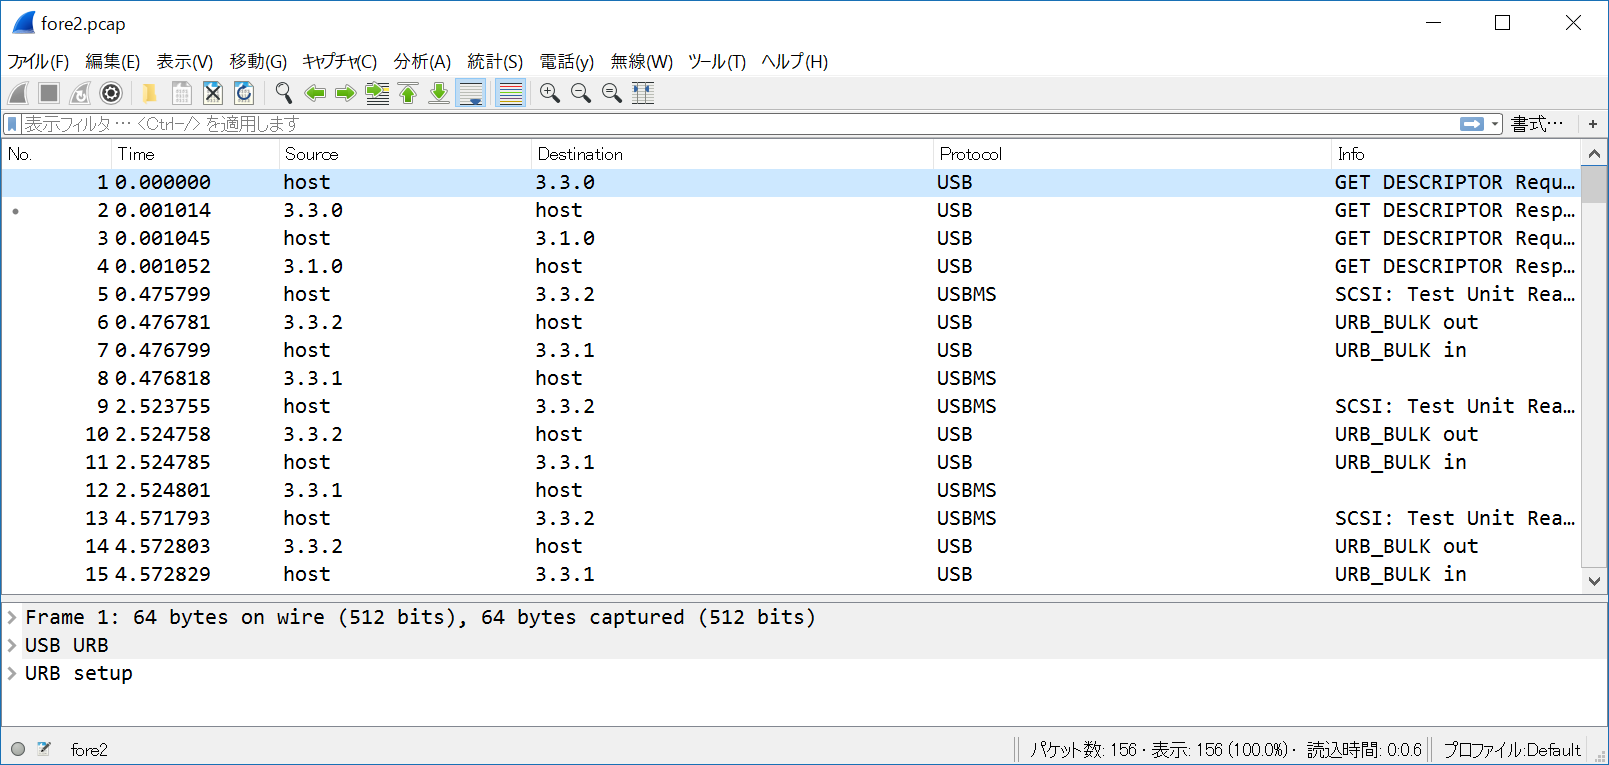 fore2.pcap
ファイル(F) 編集(E) 表示(V) 移動(G) キャプチャ(C) 分析(A) 統計(S) 電話(y) 無線(W) ツール(T) ヘルプ(H)
表示フィルタ … <Ctrl-/> を適用します 書式… +
No. Time Source Destination Protocol Info
1 0.000000 host 3.3.0 USB GET DESCRIPTOR Requ…
2 0.001014 3.3.0 host USB GET DESCRIPTOR Resp…
3 0.001045 host 3.1.0 USB GET DESCRIPTOR Requ…
4 0.001052 3.1.0 host USB GET DESCRIPTOR Resp…
5 0.475799 host 3.3.2 USBMS SCSI: Test Unit Rea…
6 0.476781 3.3.2 host USB URB_BULK out
7 0.476799 host 3.3.1 USB URB_BULK in
8 0.476818 3.3.1 host USBMS
9 2.523755 host 3.3.2 USBMS SCSI: Test Unit Rea…
10 2.524758 3.3.2 host USB URB_BULK out
11 2.524785 host 3.3.1 USB URB_BULK in
12 2.524801 3.3.1 host USBMS
13 4.571793 host 3.3.2 USBMS SCSI: Test Unit Rea…
14 4.572803 3.3.2 host USB URB_BULK out
15 4.572829 host 3.3.1 USB URB_BULK in
Frame 1: 64 bytes on wire (512 bits), 64 bytes captured (512 bits)
USB URB
URB setup
fore2 パケット数: 156 · 表示: 156 (100.0%) · 読込時間: 0:0.6 プロファイル:Default